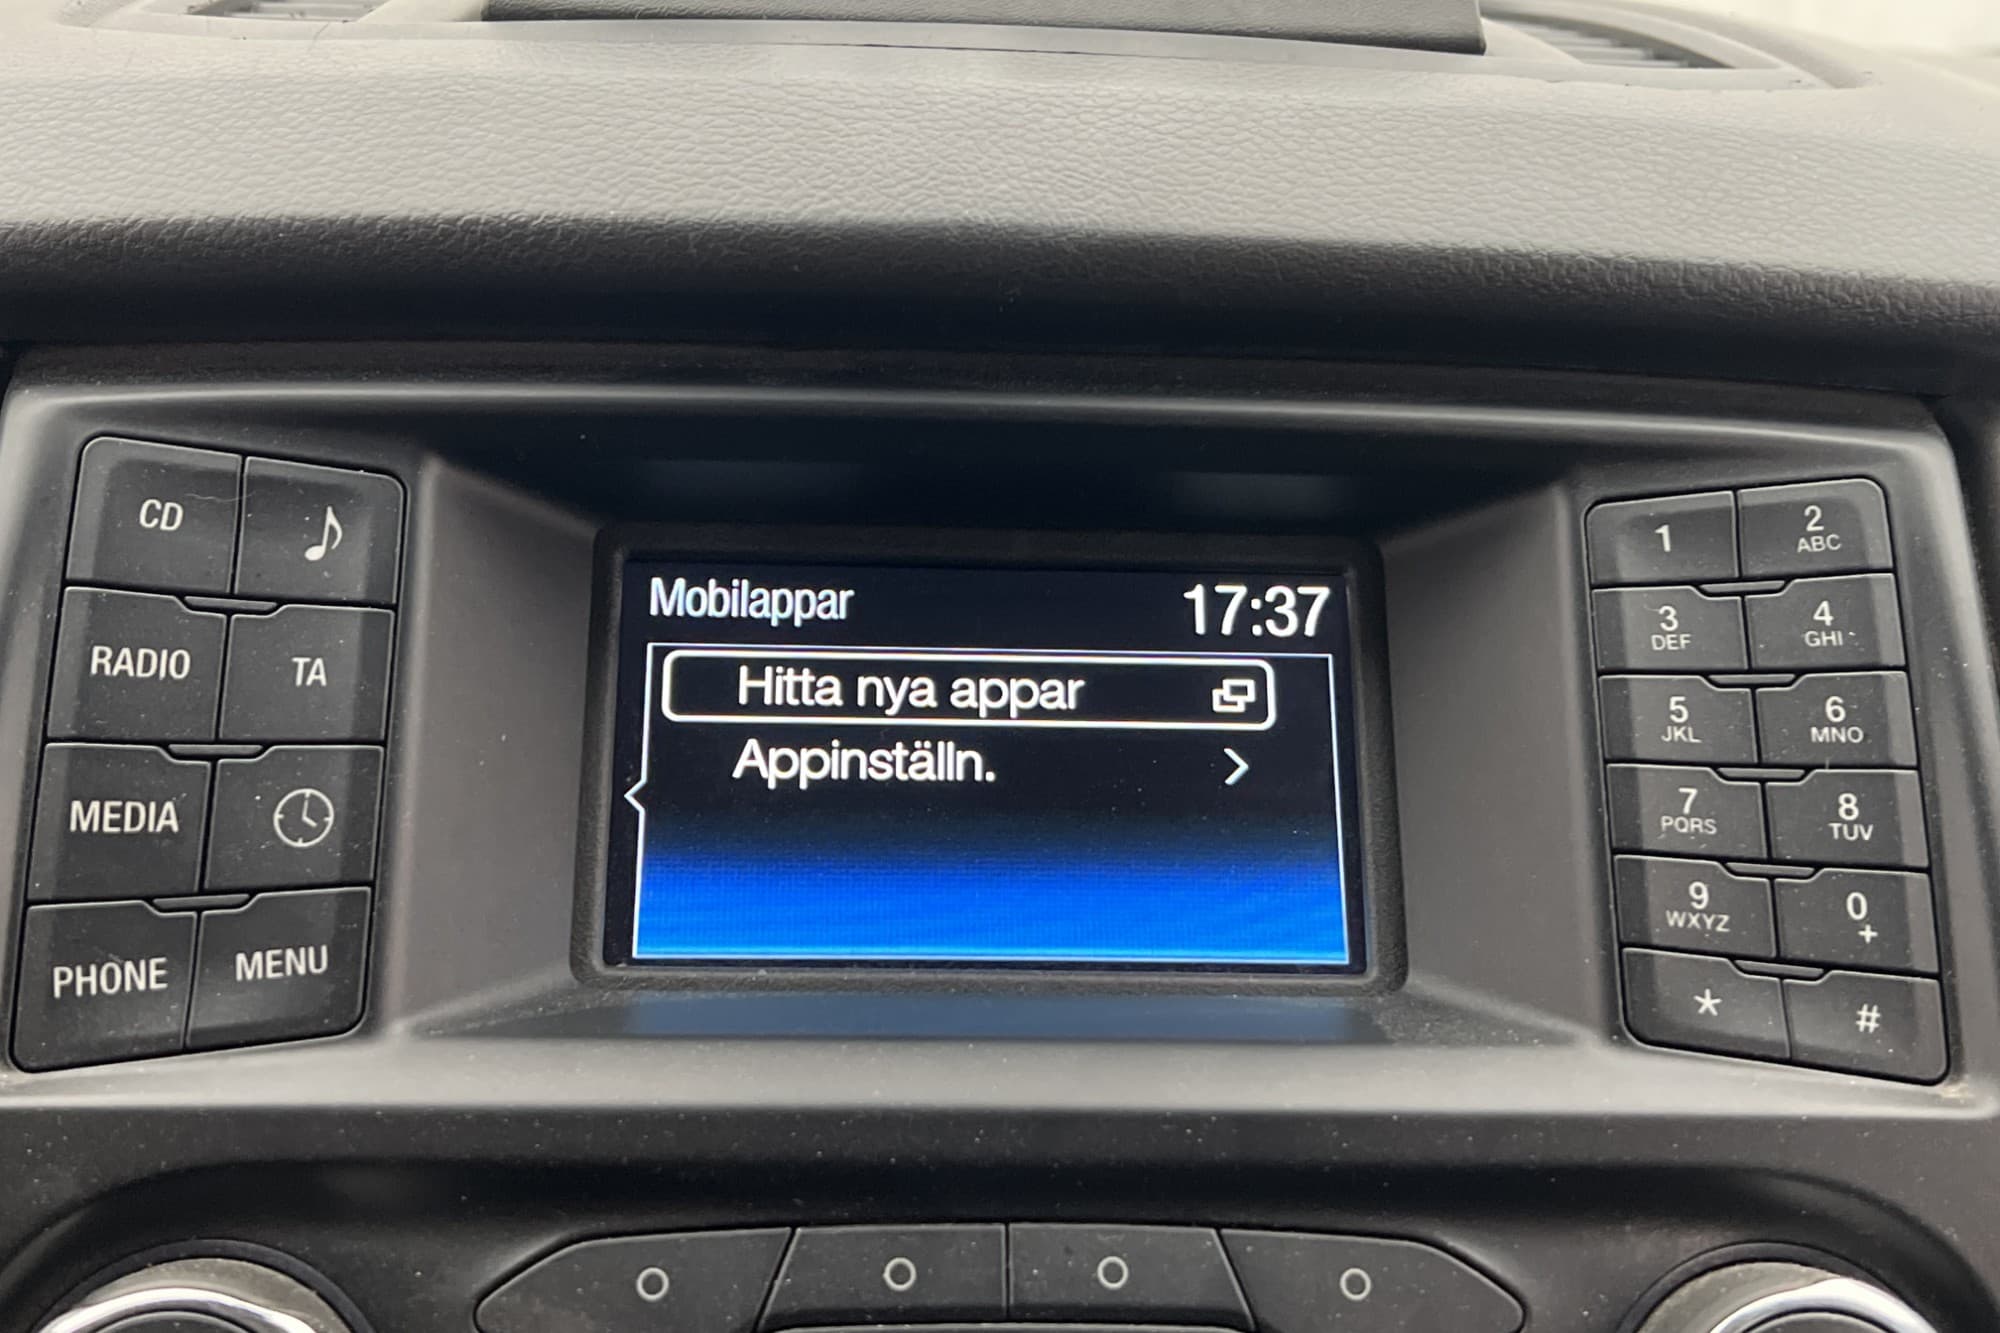 CD
RADIO TA
MEDIA
PHONE MENU
Mobilappar 17:37
Hitta nya appar
Appinställn.
1 2 ABC
3 DEF 4 GHI
5 JKL 6 MNO
7 PQRS 8 TUV
9 WXYZ 0 +
* #